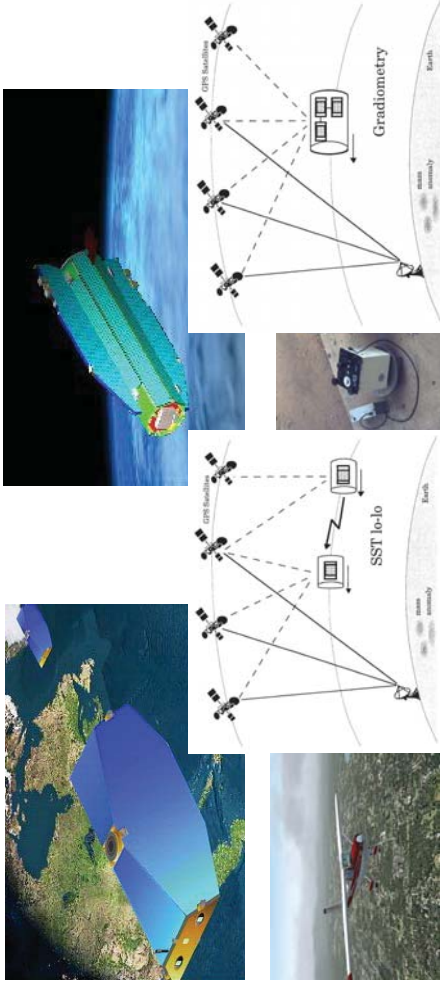 GPS Satellites
SST lo-lo
mass
anomaly
Earth
GPS Satellites
Gradiometry
mass
anomaly
Earth